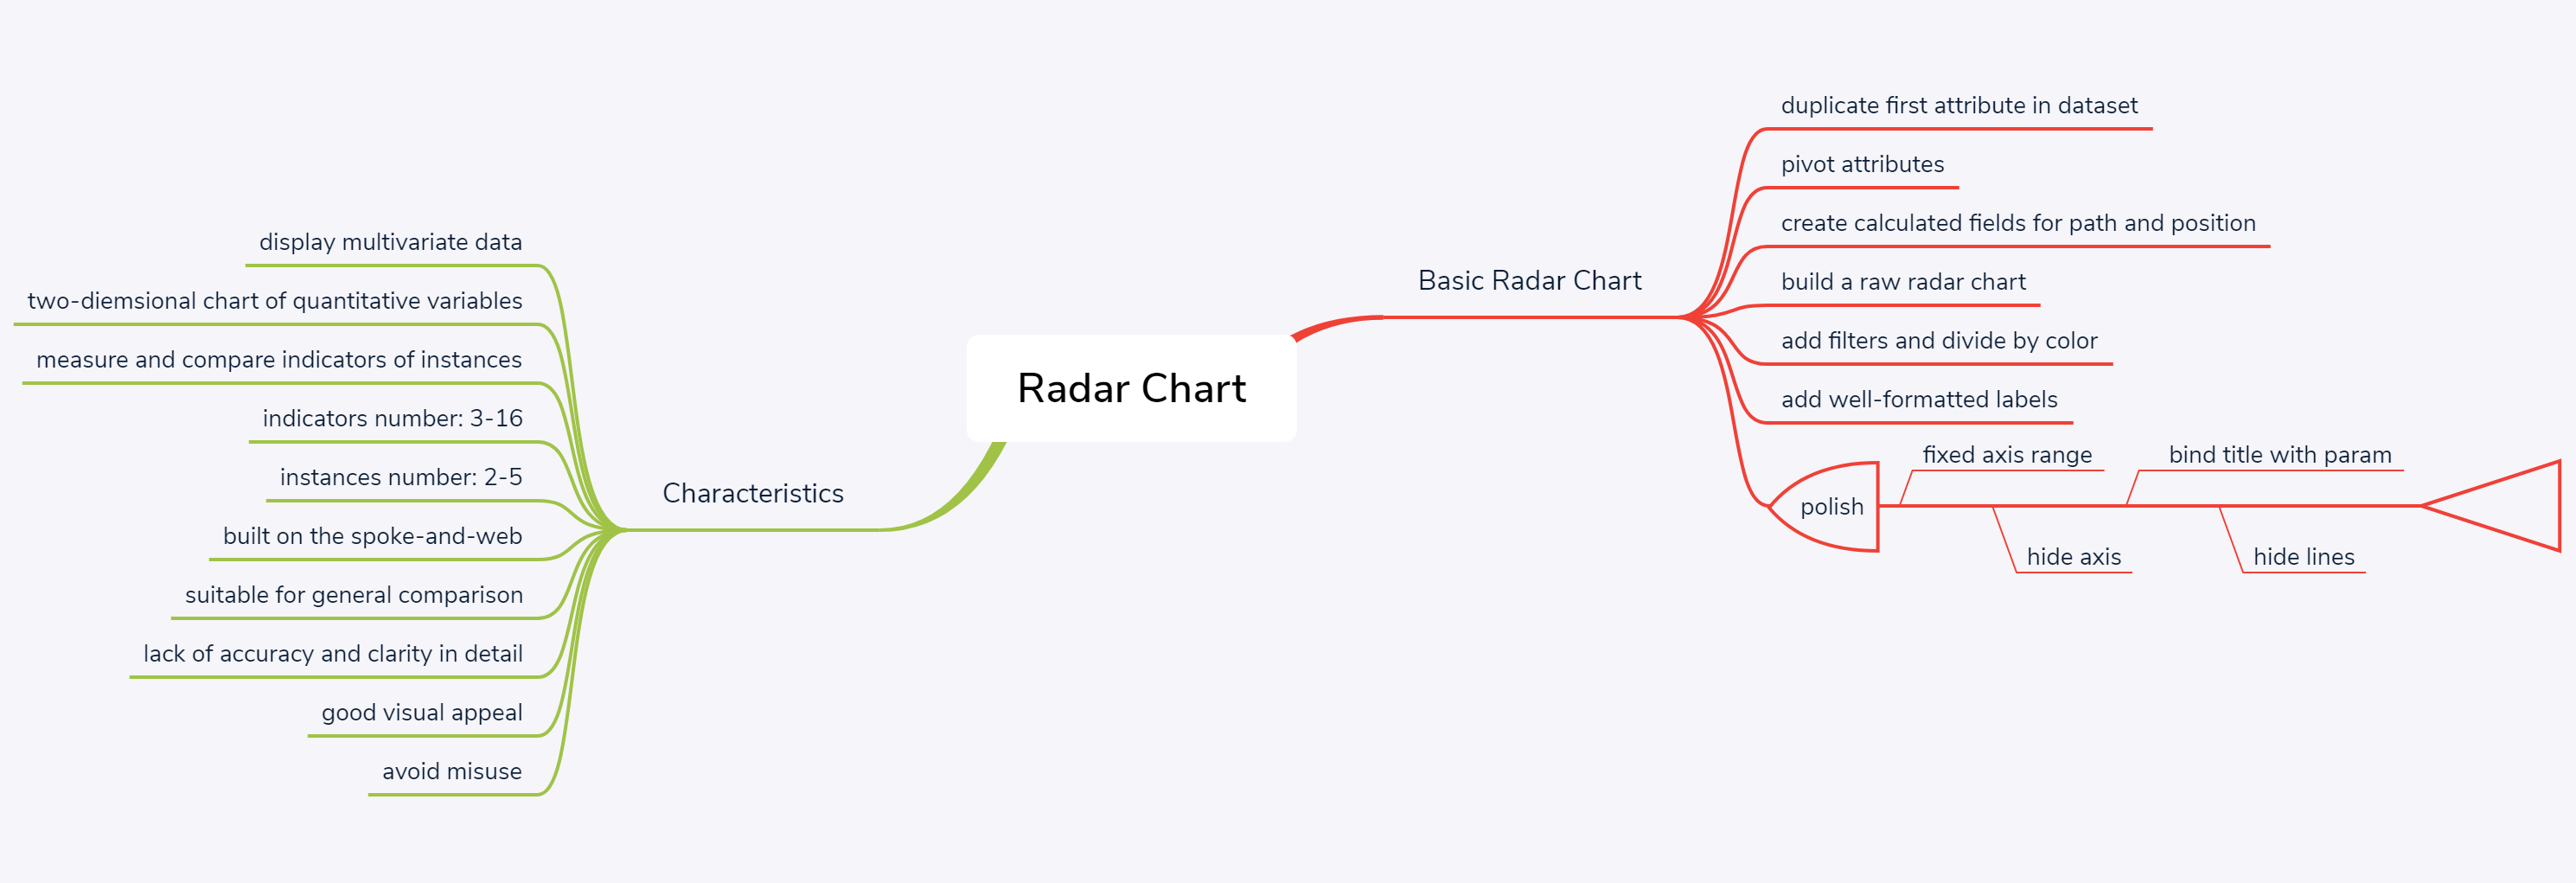 Radar Chart
Basic Radar Chart
duplicate first attribute in dataset
pivot attributes
create calculated fields for path and position
build a raw radar chart
add filters and divide by color
add well-formatted labels
polish
fixed axis range
hide axis
bind title with param
hide lines
Characteristics
display multivariate data
two-diemsional chart of quantitative variables
measure and compare indicators of instances
indicators number: 3-16
instances number: 2-5
built on the spoke-and-web
suitable for general comparison
lack of accuracy and clarity in detail
good visual appeal
avoid misuse